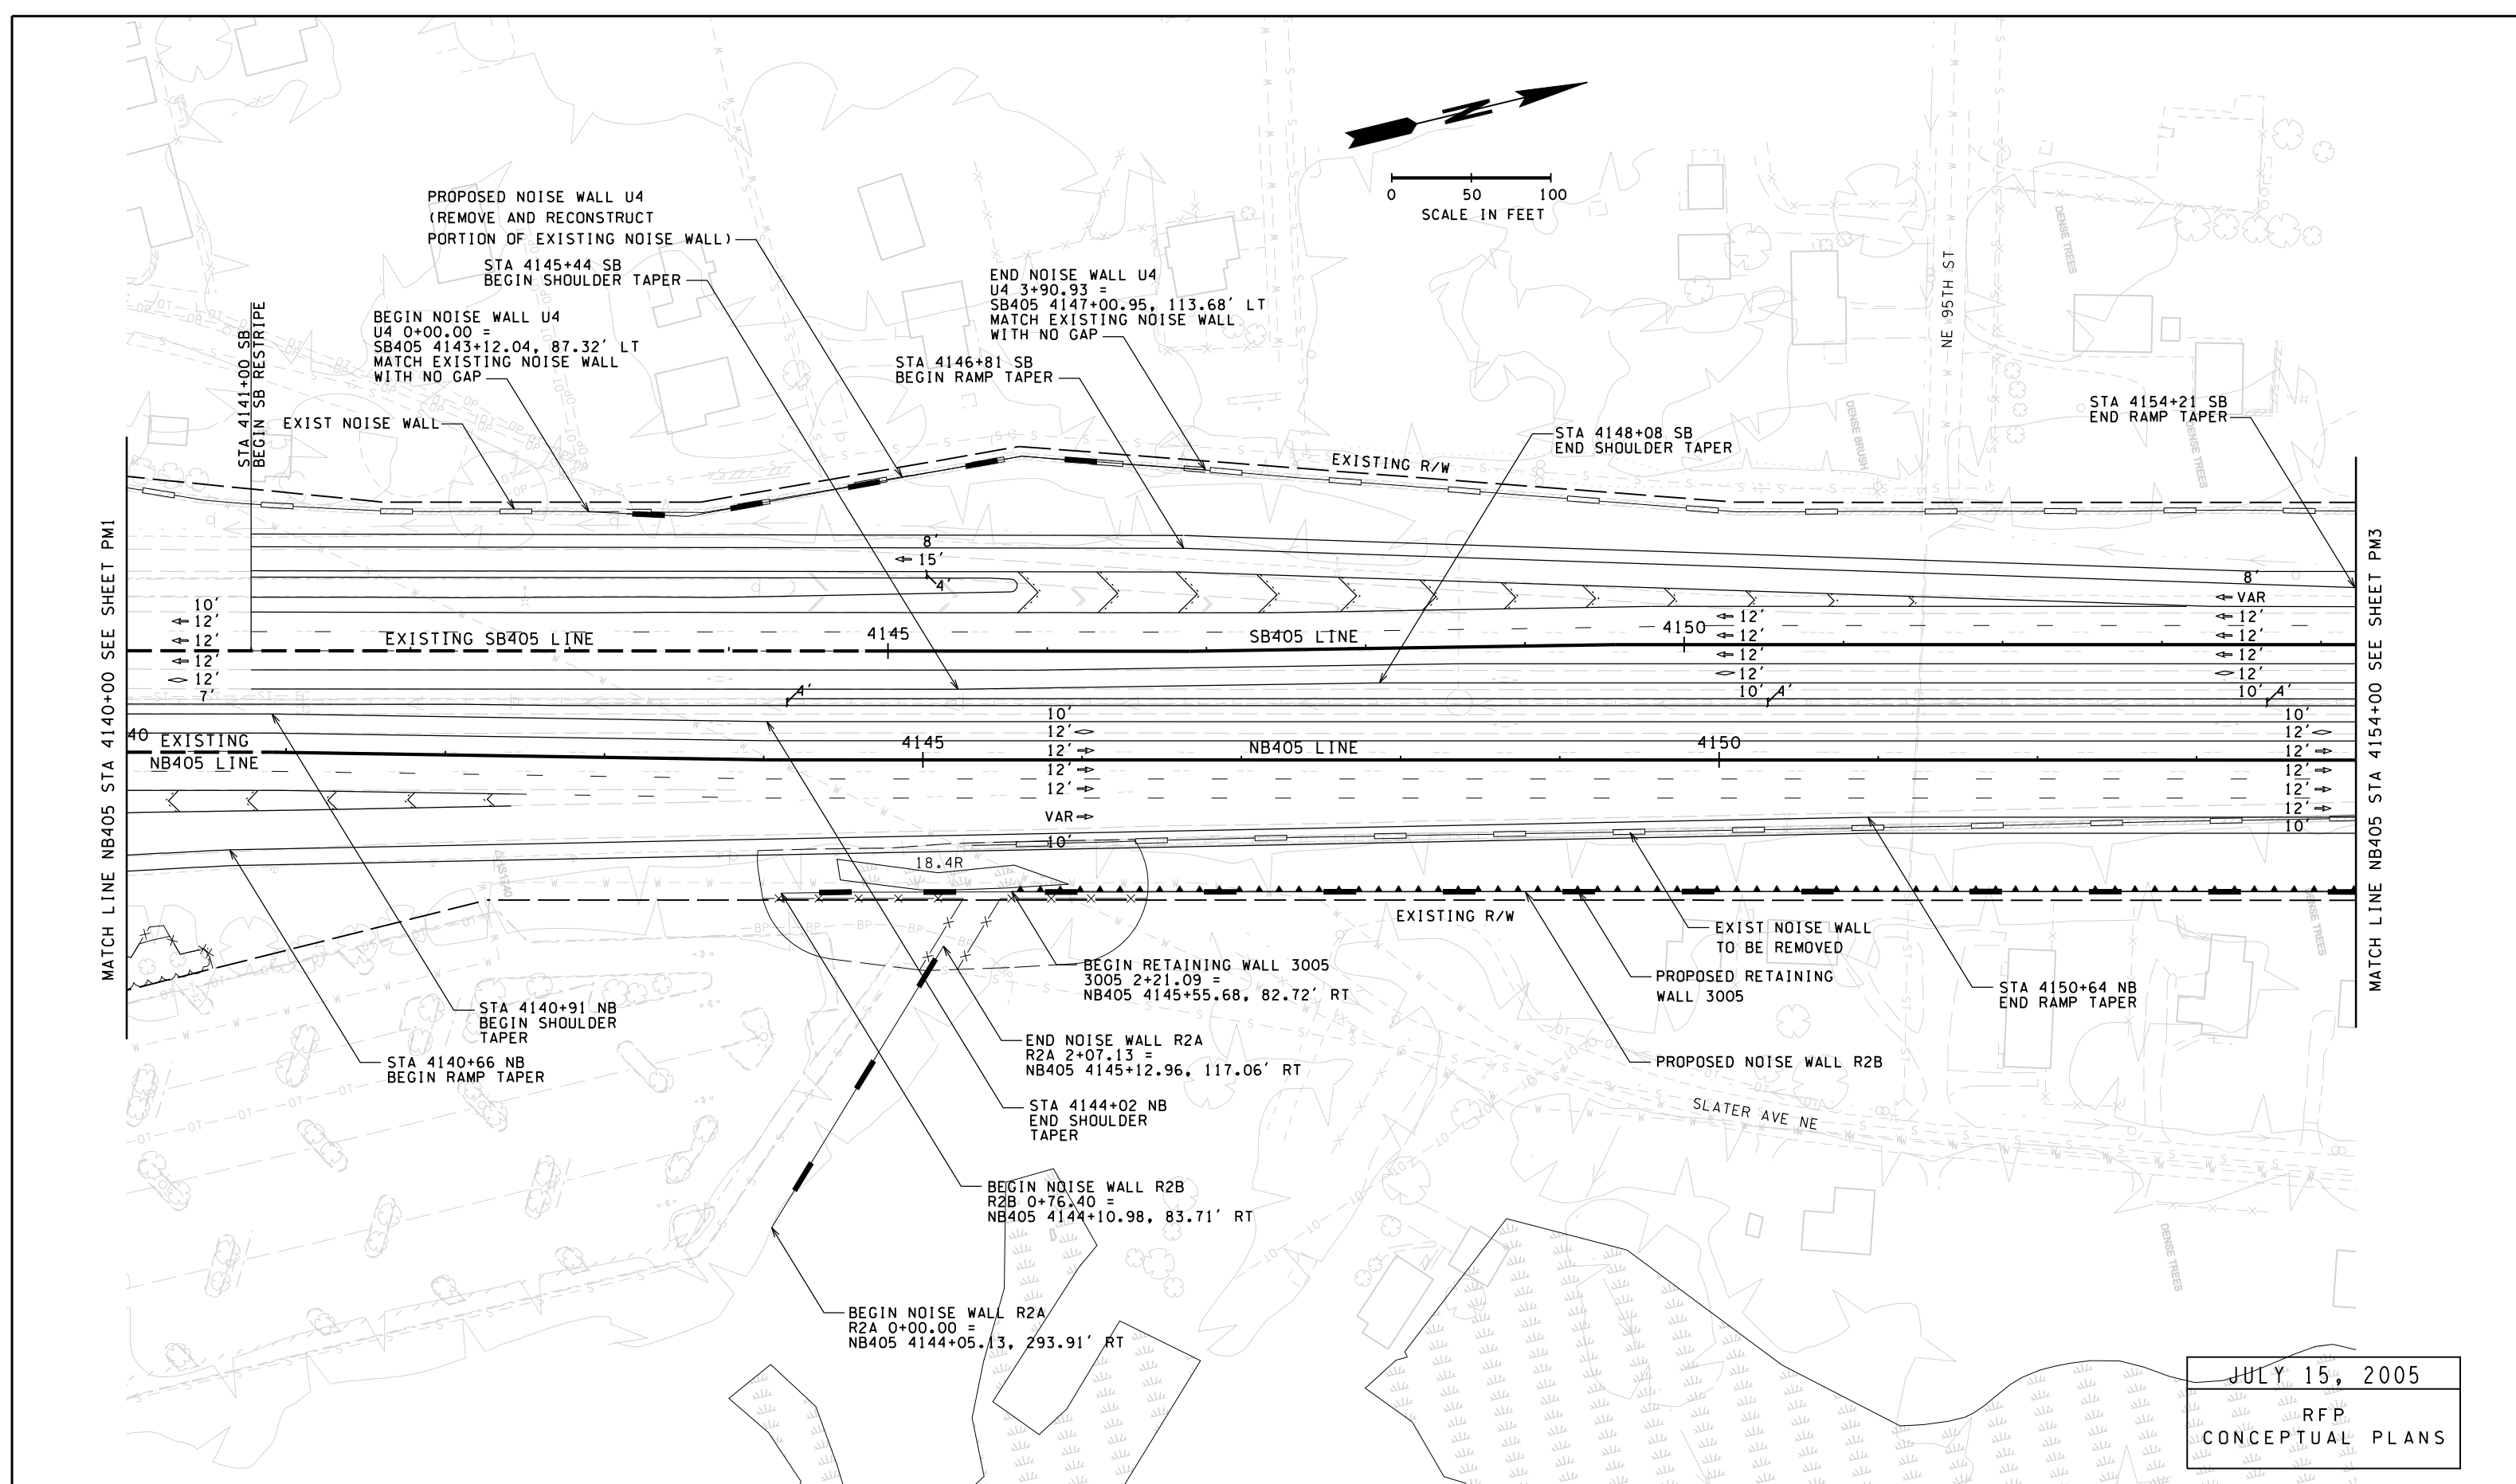 0 50 100
SCALE IN FEET
PROPOSED NOISE WALL U4
(REMOVE AND RECONSTRUCT
PORTION OF EXISTING NOISE WALL)
STA 4145+44 SB
BEGIN SHOULDER TAPER
BEGIN NOISE WALL U4
U4 0+00.00 =
SB405 4143+12.04, 87.32' LT
MATCH EXISTING NOISE WALL
WITH NO GAP
EXIST NOISE WALL
STA 4141+00 SB
BEGIN SB RESTRIPE
END NOISE WALL U4
U4 3+90.93 =
SB405 4147+00.95, 113.68' LT
MATCH EXISTING NOISE WALL
WITH NO GAP
STA 4146+81 SB
BEGIN RAMP TAPER
STA 4148+08 SB
END SHOULDER TAPER
EXISTING R/W
NE 95TH ST
DENSE TREES
DENSE BRUSH
DENSE TREES
STA 4154+21 SB
END RAMP TAPER
MATCH LINE NB405 STA 4140+00 SEE SHEET PM1
MATCH LINE NB405 STA 4154+00 SEE SHEET PM3
8'
15'
4'
8'
VAR
10'
12'
12'
12'
12'
7'
EXISTING SB405 LINE
4145
SB405 LINE
4150
12'
12'
12'
12'
10' 4'
12'
12'
12'
12'
10' 4'
4'
10'
12'
12'
12'
12'
VAR
10'
10'
12'
12'
12'
12'
12'
10'
40 EXISTING
NB405 LINE
4145
NB405 LINE
4150
18.4R
EXISTING R/W
EXIST NOISE WALL
TO BE REMOVED
PROPOSED RETAINING
WALL 3005
STA 4150+64 NB
END RAMP TAPER
DENSE TREES
BEGIN RETAINING WALL 3005
3005 2+21.09 =
NB405 4145+55.68, 82.72' RT
STA 4140+91 NB
BEGIN SHOULDER
TAPER
STA 4140+66 NB
BEGIN RAMP TAPER
END NOISE WALL R2A
R2A 2+07.13 =
NB405 4145+12.96, 117.06' RT
PROPOSED NOISE WALL R2B
SLATER AVE NE
STA 4144+02 NB
END SHOULDER
TAPER
BEGIN NOISE WALL R2B
R2B 0+76.40 =
NB405 4144+10.98, 83.71' RT
DENSE TREES
BEGIN NOISE WALL R2A
R2A 0+00.00 =
NB405 4144+05.13, 293.91' RT
JULY 15, 2005
RFP
CONCEPTUAL PLANS